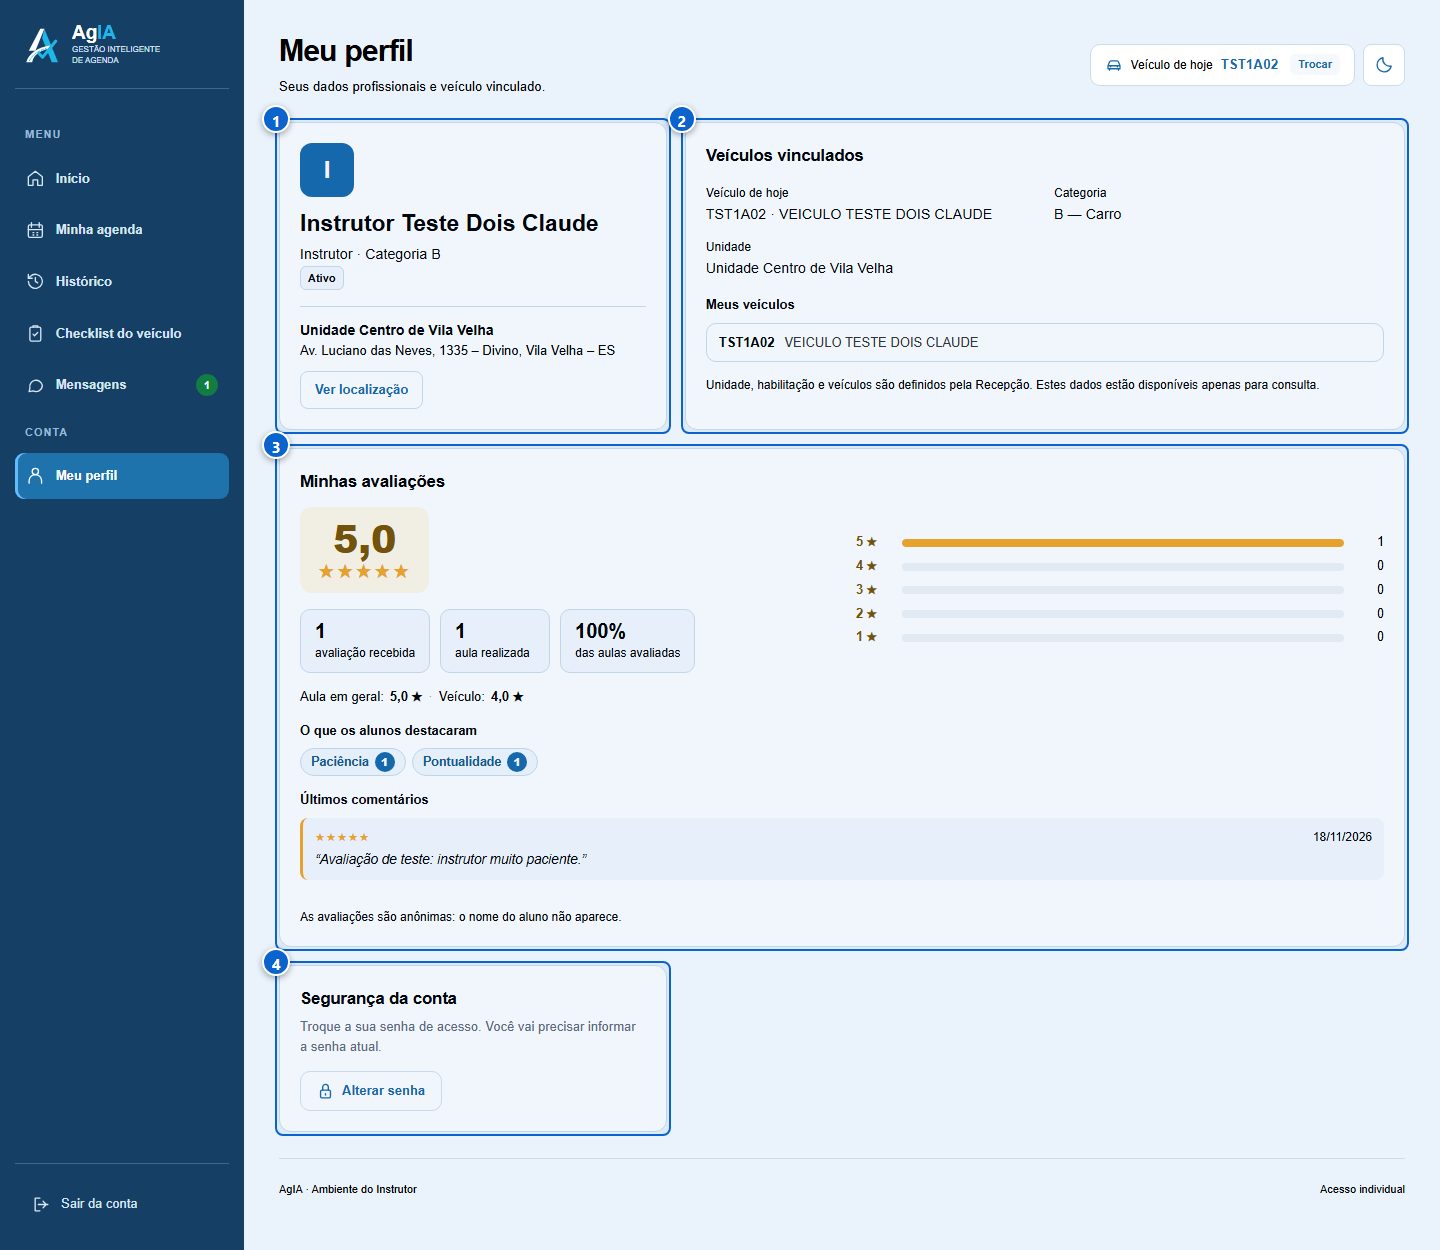 AgIA
GESTÃO INTELIGENTE
DE AGENDA
MENU
Início
Minha agenda
Histórico
Checklist do veículo
Mensagens 1
CONTA
Meu perfil
Sair da conta
Meu perfil
Seus dados profissionais e veículo vinculado.
Veículo de hoje TST1A02 Trocar
1
I
Instrutor Teste Dois Claude
Instrutor · Categoria B
Ativo
Unidade Centro de Vila Velha
Av. Luciano das Neves, 1335 – Divino, Vila Velha – ES
Ver localização
2
Veículos vinculados
Veículo de hoje
TST1A02 · VEICULO TESTE DOIS CLAUDE
Categoria
B — Carro
Unidade
Unidade Centro de Vila Velha
Meus veículos
TST1A02 VEICULO TESTE DOIS CLAUDE
Unidade, habilitação e veículos são definidos pela Recepção. Estes dados estão disponíveis apenas para consulta.
3
Minhas avaliações
5,0
★★★★★
1
avaliação recebida
1
aula realizada
100%
das aulas avaliadas
5 ★ 1
4 ★ 0
3 ★ 0
2 ★ 0
1 ★ 0
Aula em geral: 5,0 ★ · Veículo: 4,0 ★
O que os alunos destacaram
Paciência 1 Pontualidade 1
Últimos comentários
★★★★★ 18/11/2026
“Avaliação de teste: instrutor muito paciente.”
As avaliações são anônimas: o nome do aluno não aparece.
4
Segurança da conta
Troque a sua senha de acesso. Você vai precisar informar
a senha atual.
Alterar senha
AgIA · Ambiente do Instrutor
Acesso individual